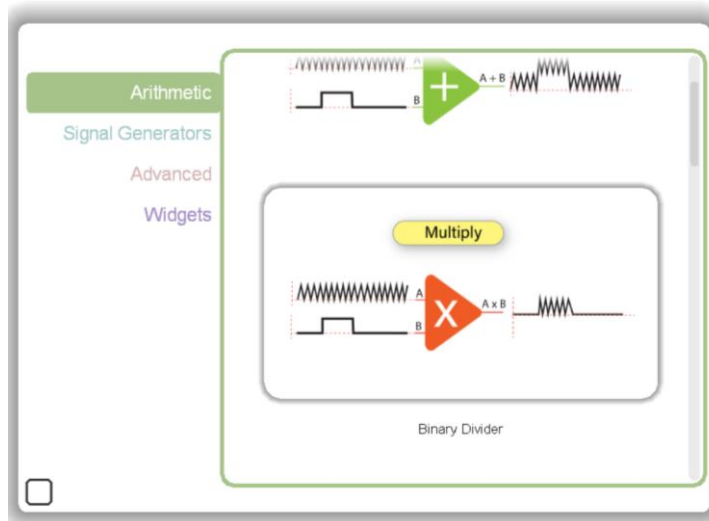 Arithmetic
Signal Generators
Advanced
Widgets
A
A + B
B
Multiply
A
A x B
B
X
Binary Divider